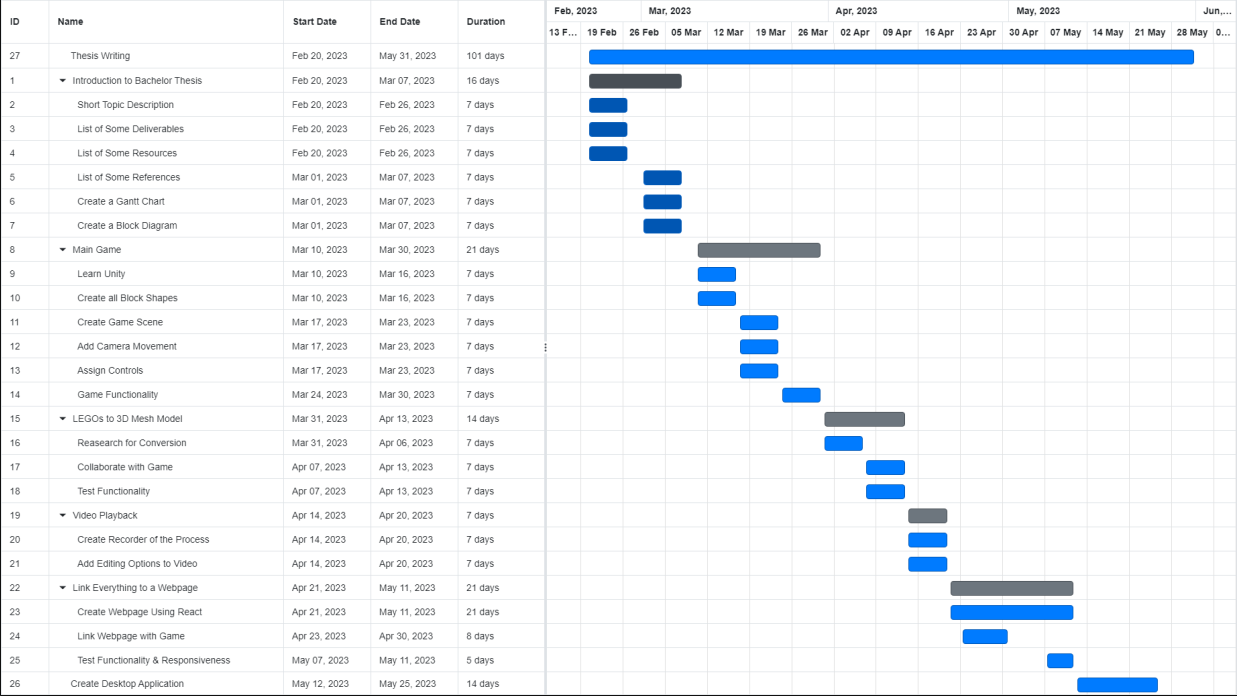 ID Name Start Date End Date Duration Feb, 2023 Mar, 2023 Apr, 2023 May, 2023 Jun,...
13 F... 19 Feb 26 Feb 05 Mar 12 Mar 19 Mar 26 Mar 02 Apr 09 Apr 16 Apr 23 Apr 30 Apr 07 May 14 May 21 May 28 May 0...
27 Thesis Writing Feb 20, 2023 May 31, 2023 101 days
1 Introduction to Bachelor Thesis Feb 20, 2023 Mar 07, 2023 16 days
2 Short Topic Description Feb 20, 2023 Feb 26, 2023 7 days
3 List of Some Deliverables Feb 20, 2023 Feb 26, 2023 7 days
4 List of Some Resources Feb 20, 2023 Feb 26, 2023 7 days
5 List of Some References Mar 01, 2023 Mar 07, 2023 7 days
6 Create a Gantt Chart Mar 01, 2023 Mar 07, 2023 7 days
7 Create a Block Diagram Mar 01, 2023 Mar 07, 2023 7 days
8 Main Game Mar 10, 2023 Mar 30, 2023 21 days
9 Learn Unity Mar 10, 2023 Mar 16, 2023 7 days
10 Create all Block Shapes Mar 10, 2023 Mar 16, 2023 7 days
11 Create Game Scene Mar 17, 2023 Mar 23, 2023 7 days
12 Add Camera Movement Mar 17, 2023 Mar 23, 2023 7 days
13 Assign Controls Mar 17, 2023 Mar 23, 2023 7 days
14 Game Functionality Mar 24, 2023 Mar 30, 2023 7 days
15 LEGOs to 3D Mesh Model Mar 31, 2023 Apr 13, 2023 14 days
16 Reasearch for Conversion Mar 31, 2023 Apr 06, 2023 7 days
17 Collaborate with Game Apr 07, 2023 Apr 13, 2023 7 days
18 Test Functionality Apr 07, 2023 Apr 13, 2023 7 days
19 Video Playback Apr 14, 2023 Apr 20, 2023 7 days
20 Create Recorder of the Process Apr 14, 2023 Apr 20, 2023 7 days
21 Add Editing Options to Video Apr 14, 2023 Apr 20, 2023 7 days
22 Link Everything to a Webpage Apr 21, 2023 May 11, 2023 21 days
23 Create Webpage Using React Apr 21, 2023 May 11, 2023 21 days
24 Link Webpage with Game Apr 23, 2023 Apr 30, 2023 8 days
25 Test Functionality & Responsiveness May 07, 2023 May 11, 2023 5 days
26 Create Desktop Application May 12, 2023 May 25, 2023 14 days